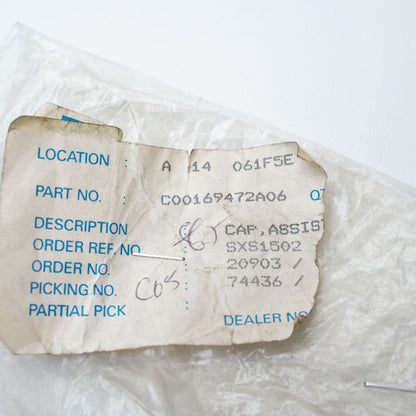 LOCATION : A 14 061F5E
PART NO. : C00169472A06
DESCRIPTION : CAP, ASSIST
ORDER REF. NO : SXS1502
ORDER NO. : 20903 /
PICKING NO. : 74436 /
PARTIAL PICK
DEALER NO